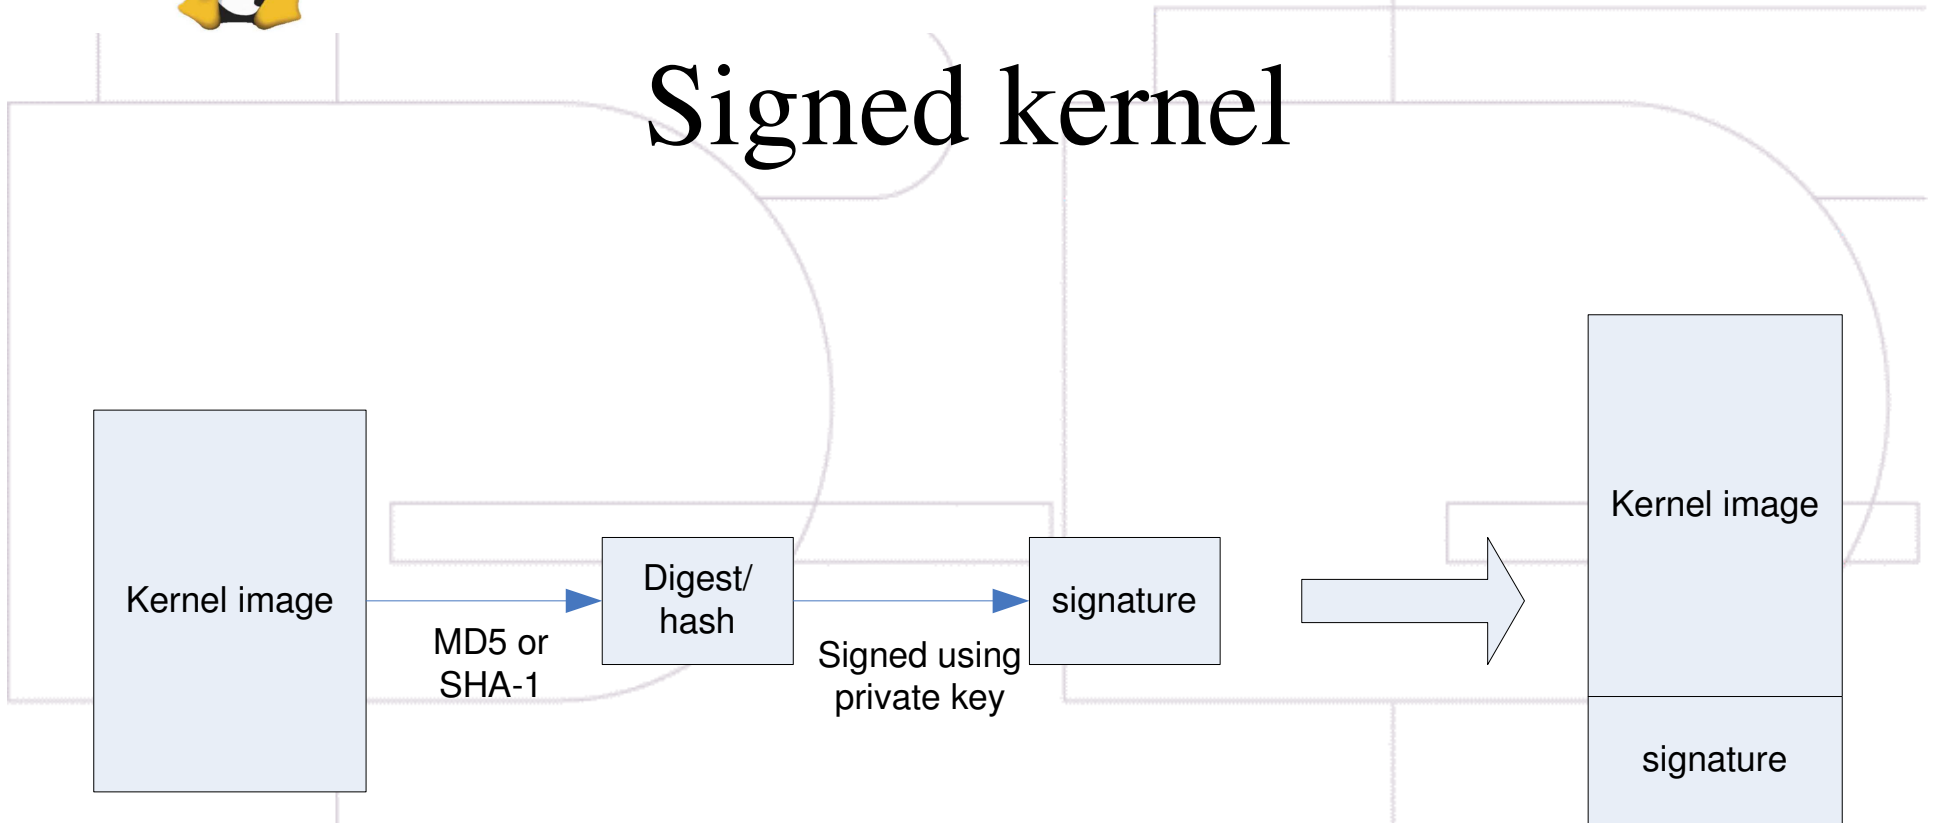 Signed kernel
Kernel image
MD5 or
SHA-1
Digest/
hash
Signed using
private key
signature
Kernel image
signature